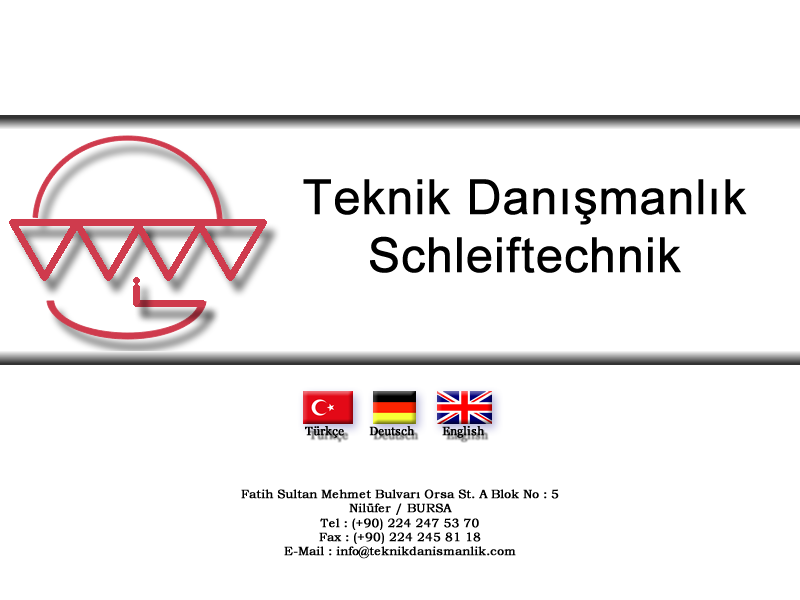 Teknik Danışmanlık
Schleiftechnik
Türkçe Deutsch English
Fatih Sultan Mehmet Bulvarı Orsa St. A Blok No : 5
Nilüfer / BURSA
Tel : (+90) 224 247 53 70
Fax : (+90) 224 245 81 18
E-Mail : info@teknikdanismanlik.com